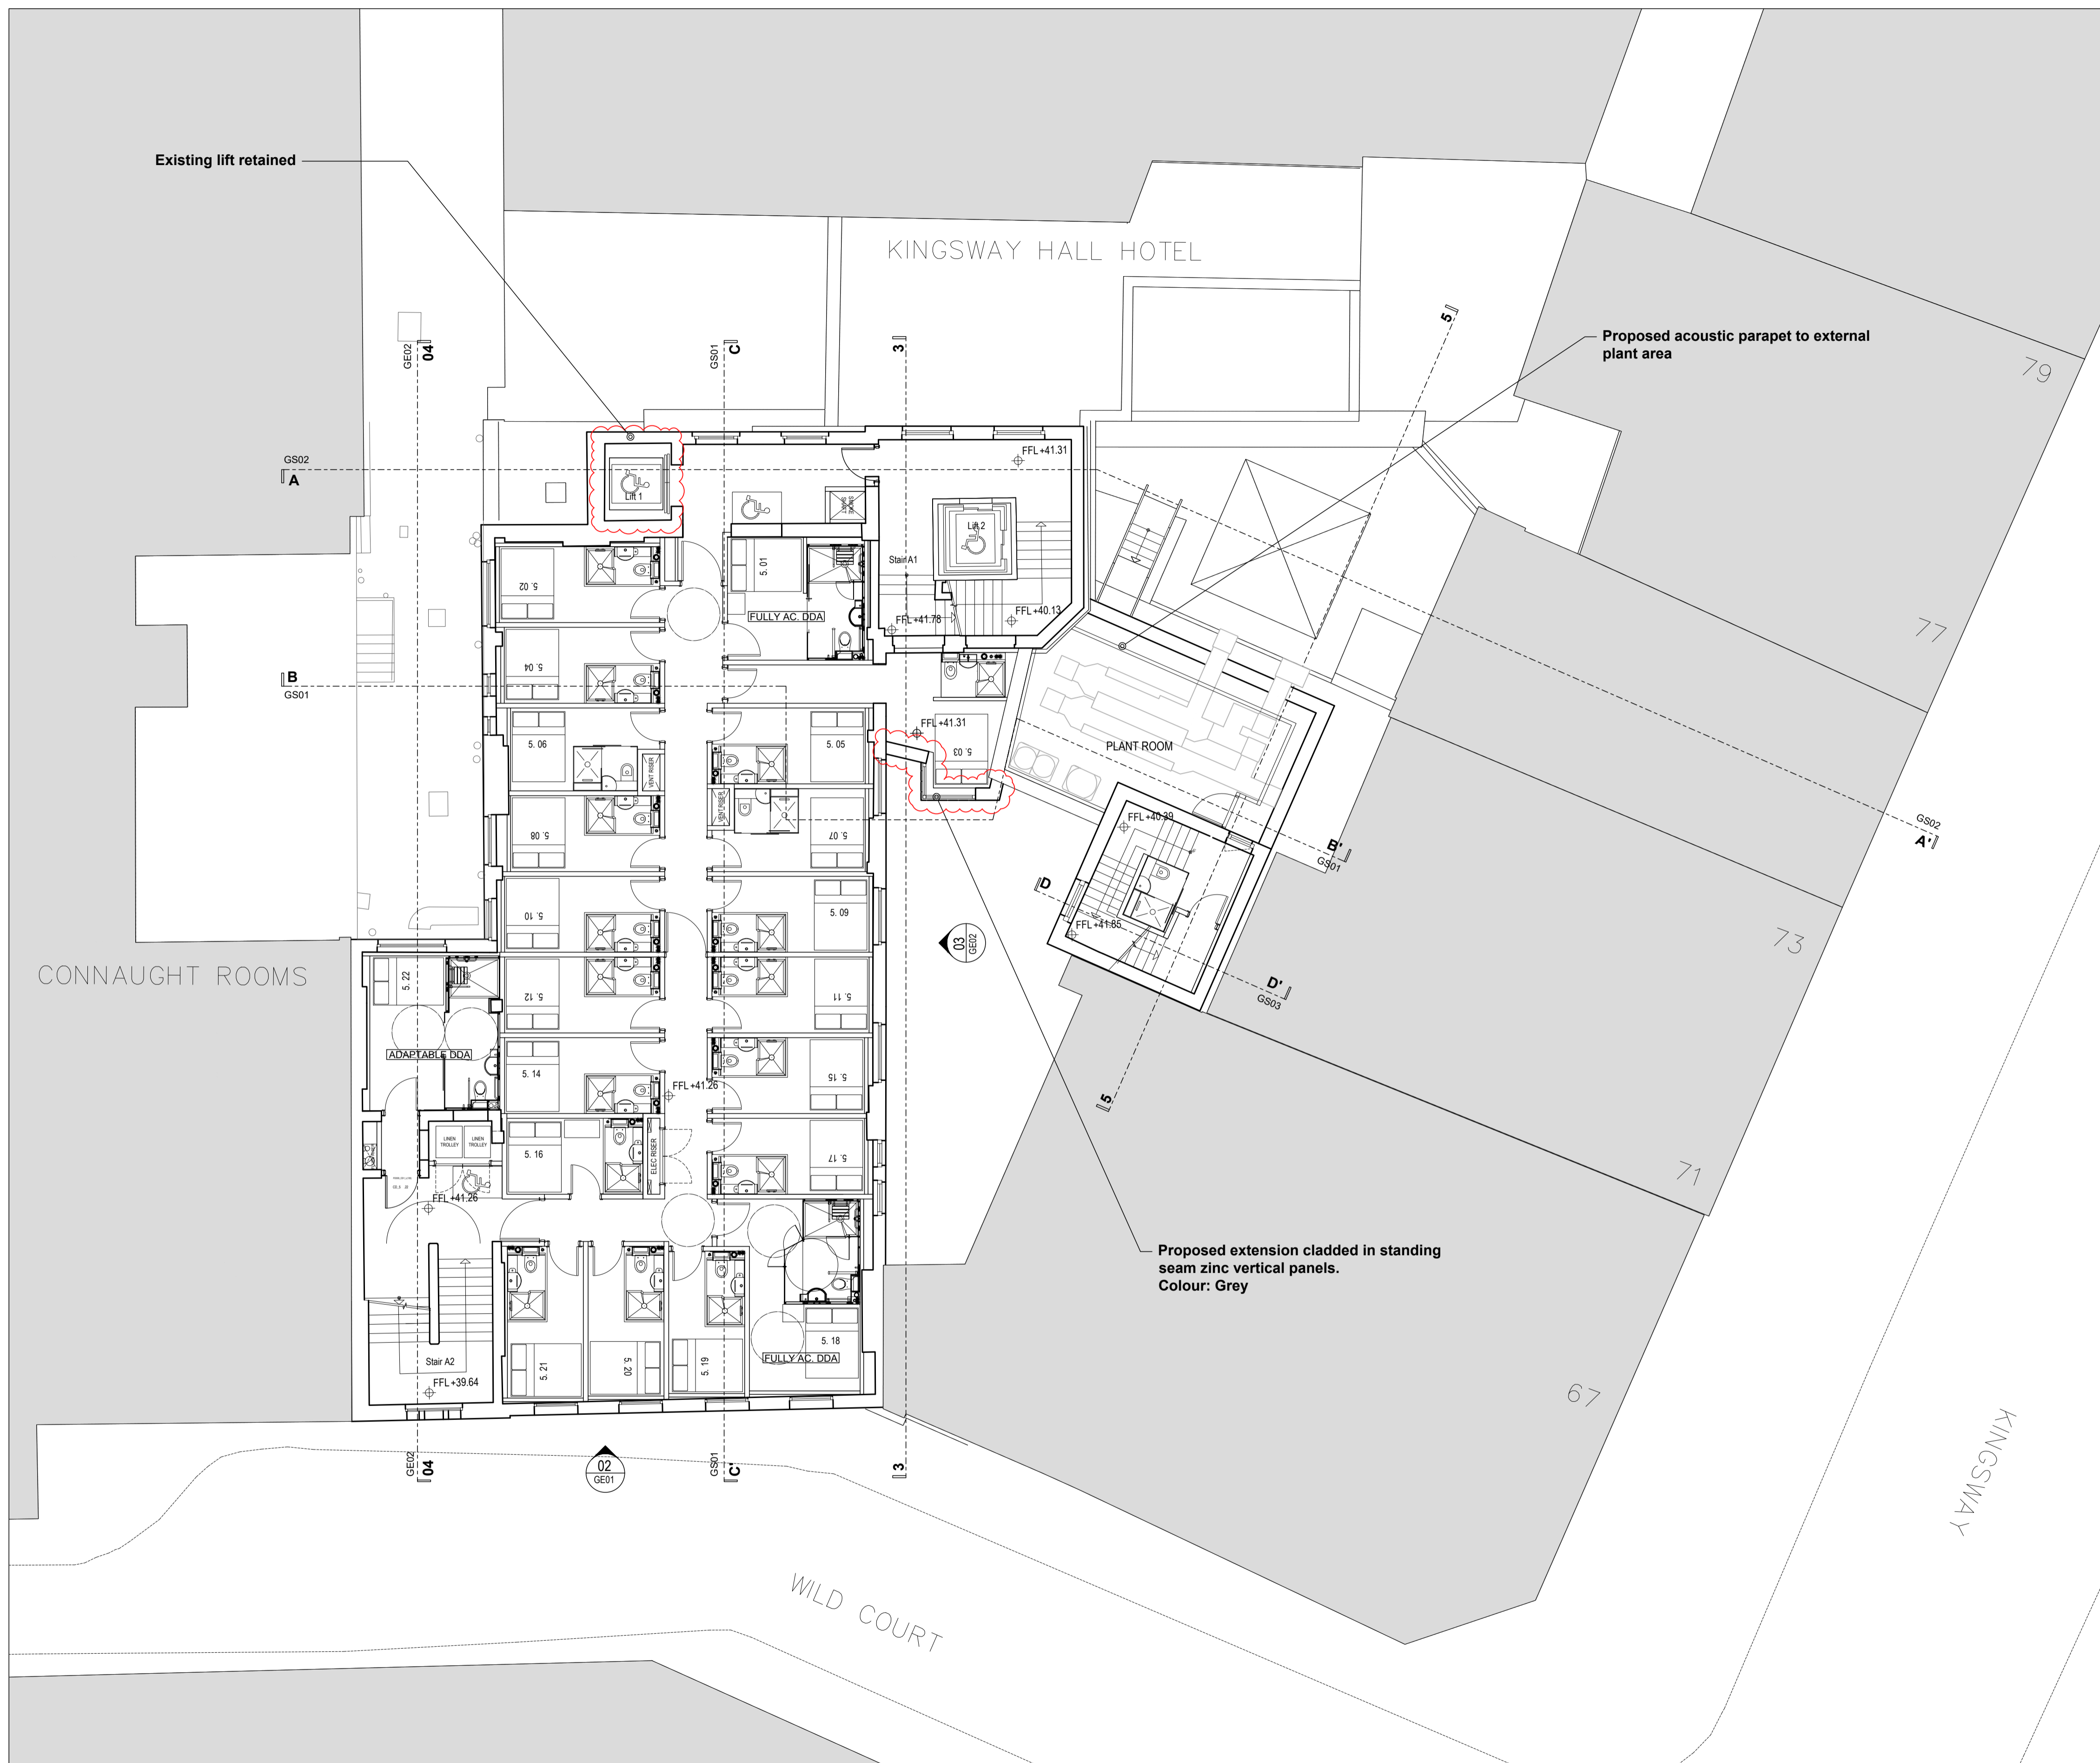 Existing lift retained
KINGSWAY HALL HOTEL
Proposed acoustic parapet to external
plant area
79
GE02
04
GS01
C
3
5
GS02
A
FFL +41.31
Lift 1
SMOKE
SHAFT
Lift 2
Stair A1
5. 01
5. 02
FULLY AC. DDA
FFL +41.78
FFL +40.13
77
5. 04
B
GS01
5. 06
VENT RISER
5. 05
FFL +41.31
5. 03
PLANT ROOM
5. 08
VENT RISER
5. 07
FFL +40.39
B'
GS01
GS02
A'
5. 10
5. 09
D
FFL +41.85
03
GE02
73
CONNAUGHT ROOMS
5. 22
5. 12
5. 11
D'
GS03
ADAPTABLE DDA
5. 14
FFL +41.26
5. 15
5
LINEN
TROLLEY
LINEN
TROLLEY
5. 16
ELEC RISER
5. 17
71
FFL +41.26
Proposed extension cladded in standing
seam zinc vertical panels.
Colour: Grey
Stair A2
5. 21
5. 20
5. 19
5. 18
FULLY AC. DDA
FFL +39.64
67
GE02
04
02
GE01
GS01
C'
3
KINGSWAY
WILD COURT